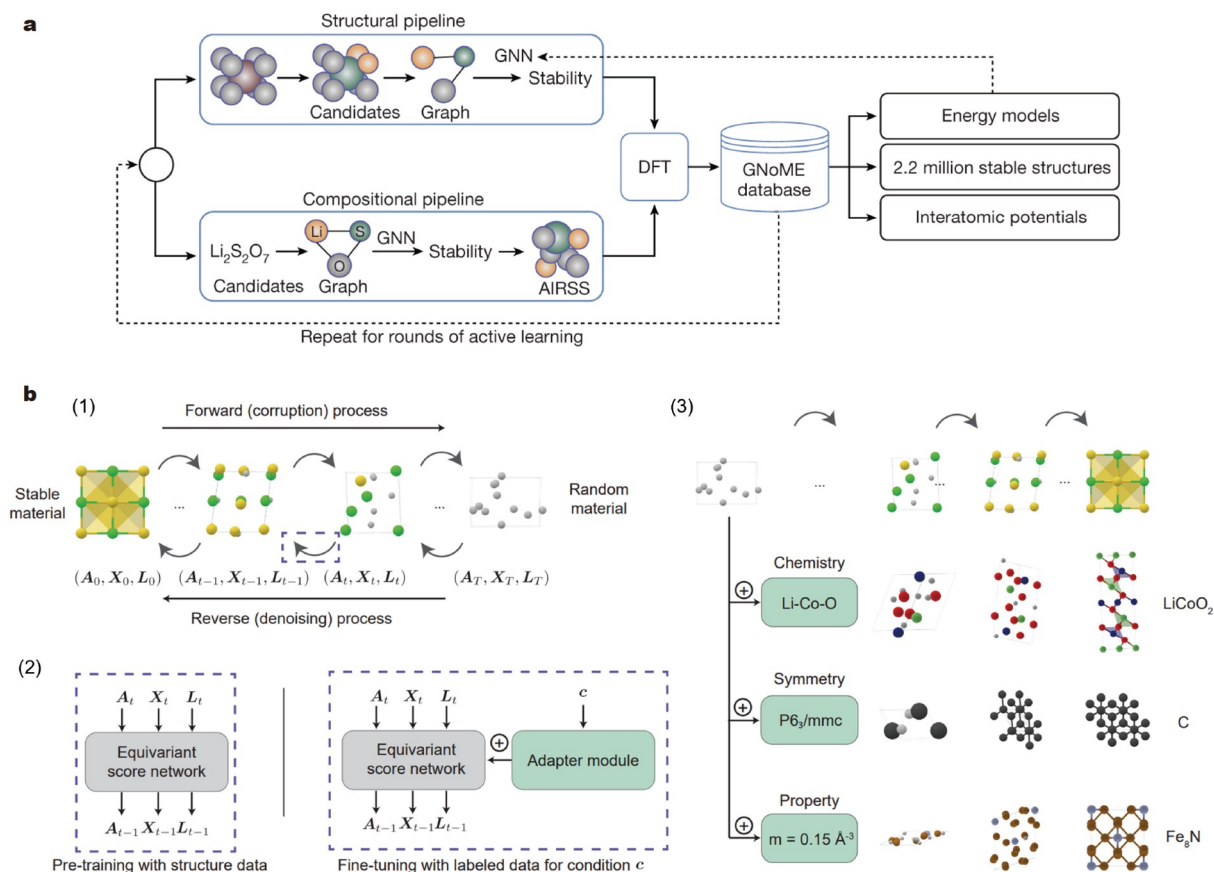 a
Structural pipeline
GNN
Stability
Candidates
Graph
Compositional pipeline
Li₂S₂O₇
Li
S
O
GNN
Stability
Candidates
Graph
AIRSS
DFT
GNoME
database
Energy models
2.2 million stable structures
Interatomic potentials
Repeat for rounds of active learning
b
(1)
Forward (corruption) process
Stable
material
...
...
Random
material
(A₀, X₀, L₀)
(Aₜ₋₁, Xₜ₋₁, Lₜ₋₁)
(Aₜ, Xₜ, Lₜ)
(A_T, X_T, L_T)
Reverse (denoising) process
(2)
Aₜ Xₜ Lₜ
Equivariant
score network
Aₜ₋₁ Xₜ₋₁ Lₜ₋₁
Pre-training with structure data
Aₜ Xₜ Lₜ
c
Equivariant
score network
+
Adapter module
Aₜ₋₁ Xₜ₋₁ Lₜ₋₁
Fine-tuning with labeled data for condition c
(3)
...
...
...
Chemistry
+
Li-Co-O
LiCoO₂
Symmetry
+
P6₃/mmc
C
Property
+
m = 0.15 Å⁻³
Fe₈N